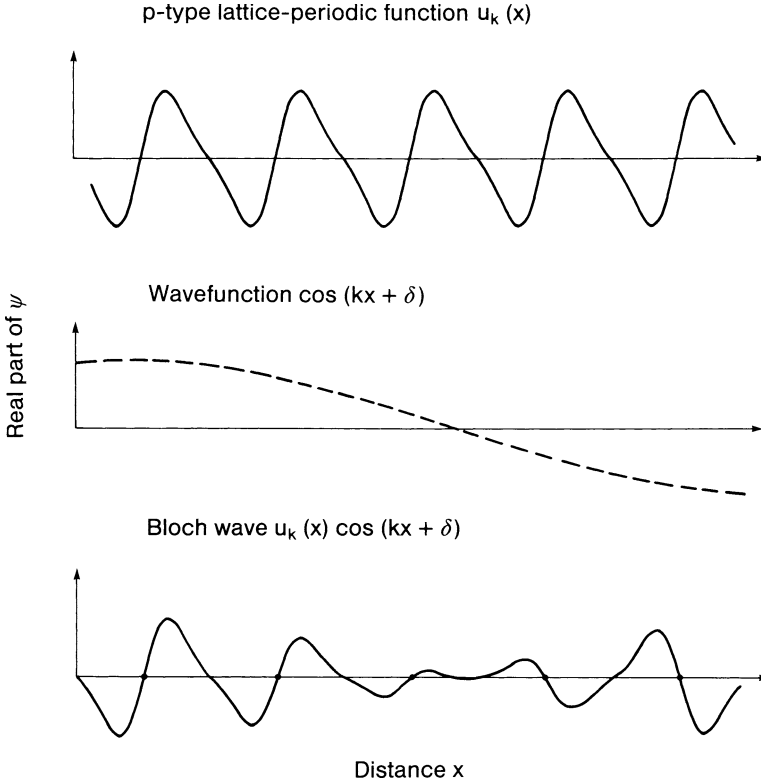 p-type lattice-periodic function uₖ (x)
Wavefunction cos (kx + δ)
Real part of ψ
Bloch wave uₖ (x) cos (kx + δ)
Distance x